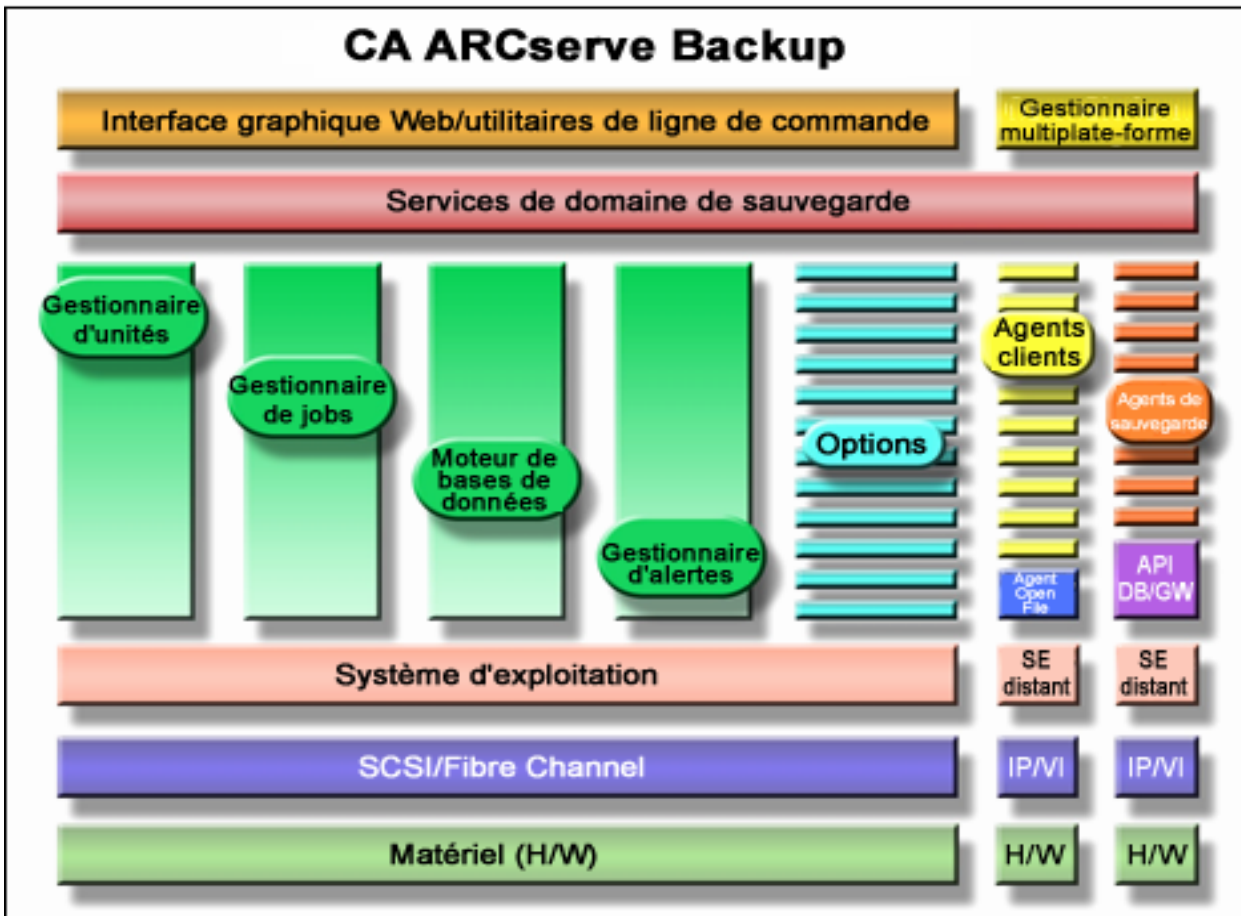 CA ARCserve Backup
Interface graphique Web/utilitaires de ligne de commande
Gestionnaire
multiplate-forme
Services de domaine de sauvegarde
Gestionnaire
d'unités
Gestionnaire
de jobs
Moteur de
bases de
données
Gestionnaire
d'alertes
Options
Agents
clients
Agents de
sauvegarde
Agent
Open
File
API
DB/GW
Système d'exploitation
SE
distant
SE
distant
SCSI/Fibre Channel
IP/VI
IP/VI
Matériel (H/W)
H/W
H/W